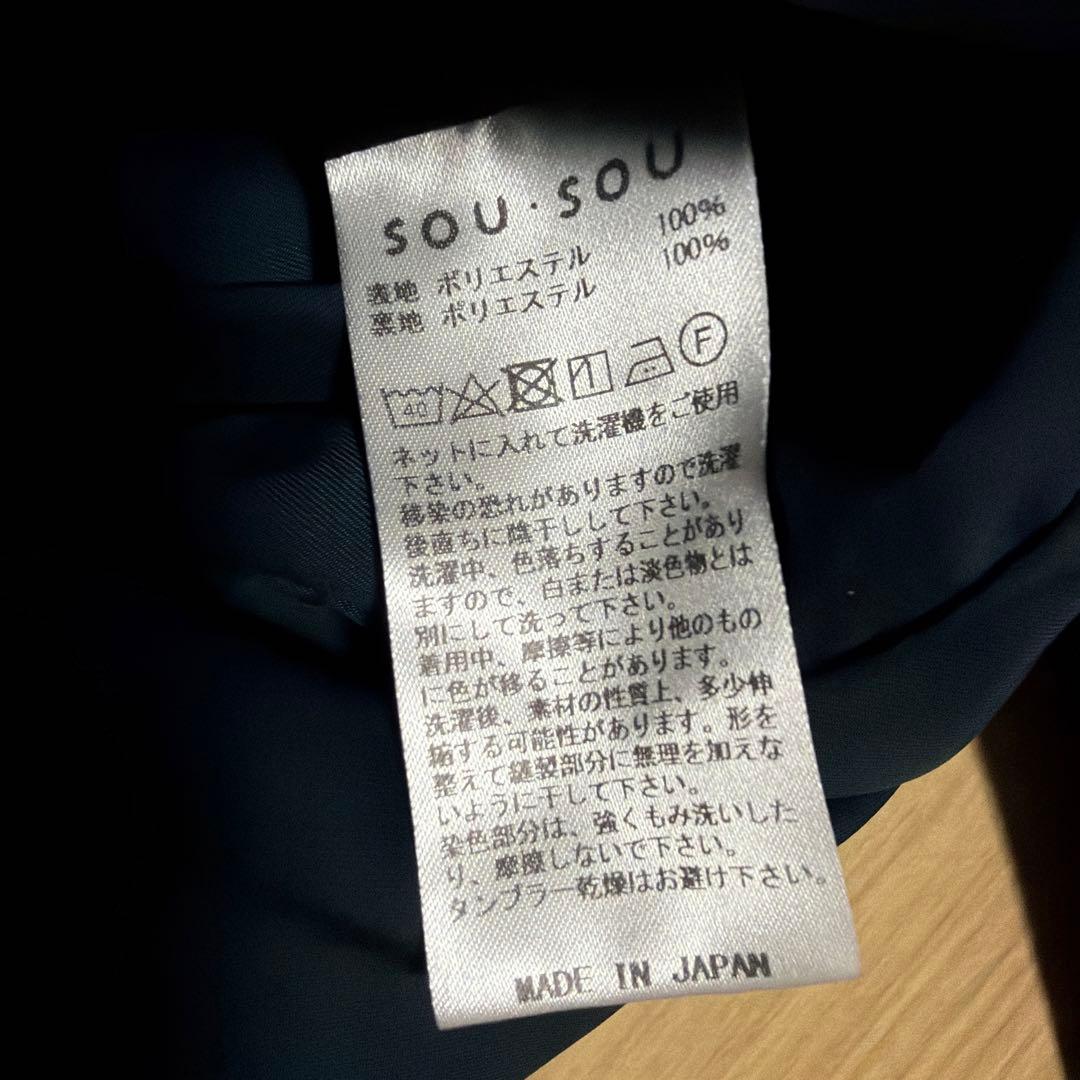 SOU・SOU
表地 ポリエステル 100%
裏地 ポリエステル 100%
40 F
ネットに入れて洗濯機をご使用
下さい。
移染の恐れがありますので洗濯
後直ちに陰干しして下さい。
洗濯中、色落ちすることがあり
ますので、白または淡色物とは
別にして洗って下さい。
着用中、摩擦等により他のもの
に色が移ることがあります。
洗濯後、素材の性質上、多少伸
縮する可能性があります。形を
整えて縫製部分に無理を加えな
いように干して下さい。
染色部分は、強くもみ洗いした
り、摩擦しないで下さい。
タンブラー乾燥はお避け下さい。
MADE IN JAPAN